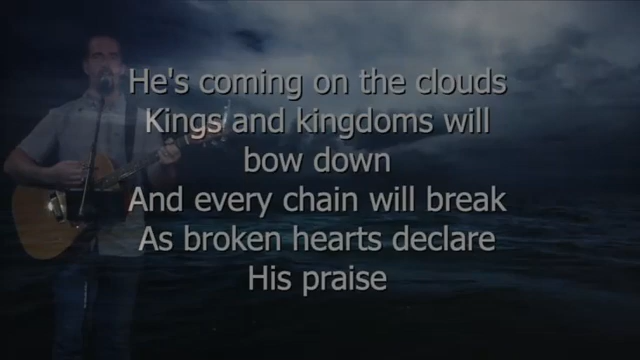 He's coming on the clouds
Kings and kingdoms will
bow down
And every chain will break
As broken hearts declare
His praise